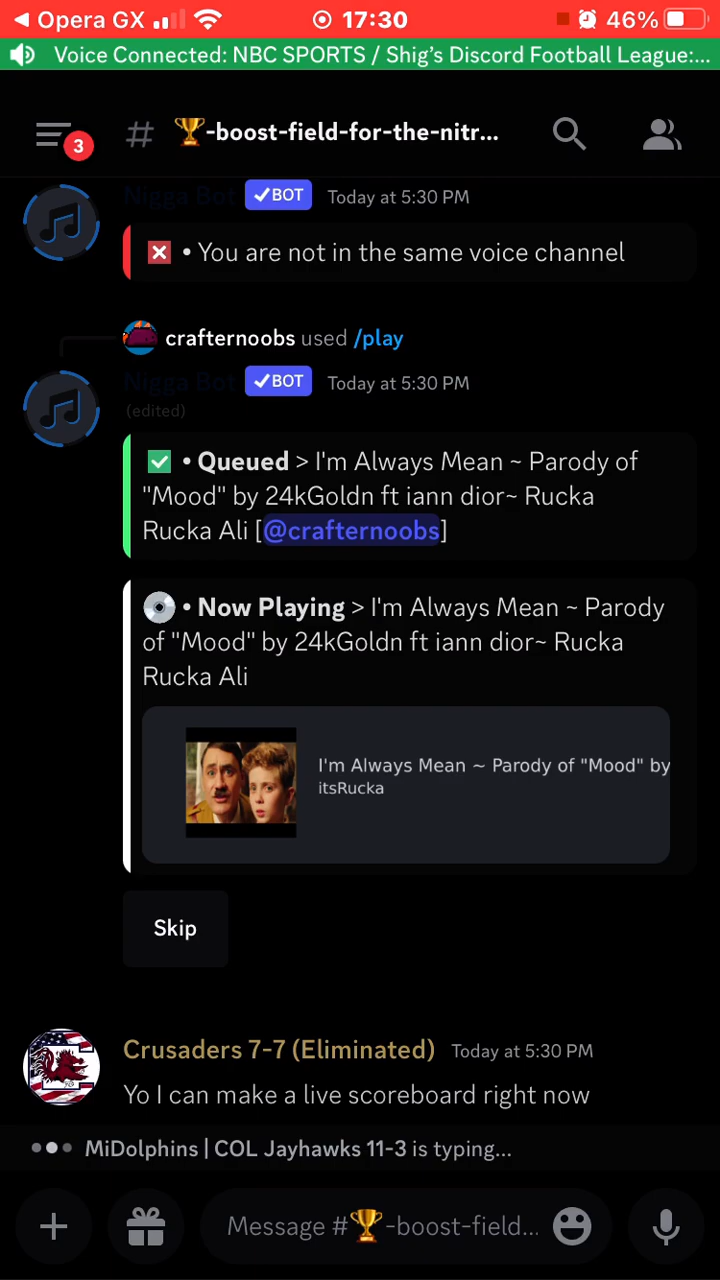 ◀ Opera GX 17:30 46%
Voice Connected: NBC SPORTS / Shig's Discord Football League:...
3 # 🏆-boost-field-for-the-nitr...
Nigga Bot ✓BOT Today at 5:30 PM
❌ • You are not in the same voice channel
crafternoobs used /play
Nigga Bot ✓BOT Today at 5:30 PM
(edited)
✅ • Queued > I'm Always Mean ~ Parody of
"Mood" by 24kGoldn ft iann dior~ Rucka
Rucka Ali [@crafternoobs]
💿 • Now Playing > I'm Always Mean ~ Parody
of "Mood" by 24kGoldn ft iann dior~ Rucka
Rucka Ali
I'm Always Mean ~ Parody of "Mood" by
itsRucka
Skip
Crusaders 7-7 (Eliminated) Today at 5:30 PM
Yo I can make a live scoreboard right now
MiDolphins | COL Jayhawks 11-3 is typing...
Message #🏆-boost-field...